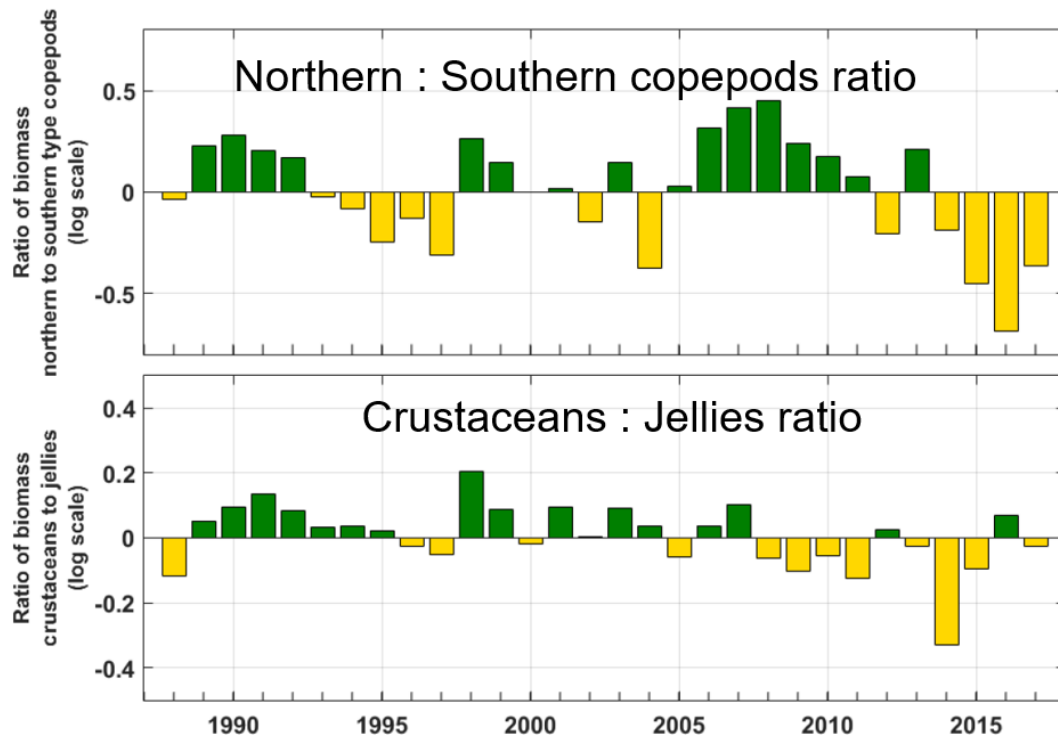 Northern : Southern copepods ratio
Ratio of biomass
northern to southern type copepods
(log scale)
0.5
0
-0.5
Crustaceans : Jellies ratio
Ratio of biomass
crustaceans to jellies
(log scale)
0.4
0.2
0
-0.2
-0.4
1990 1995 2000 2005 2010 2015